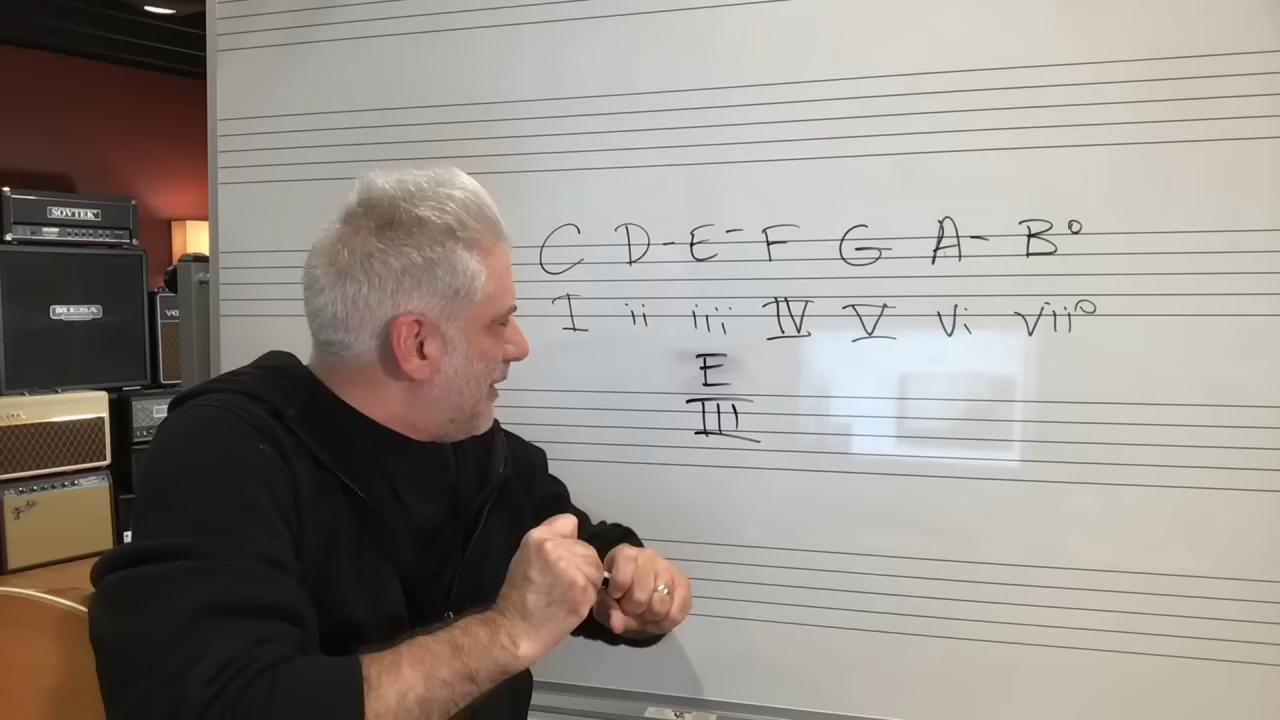 SOVTEK
MESA
C D- E- F G A- B°
I ii iii IV V vi vii°
E
III